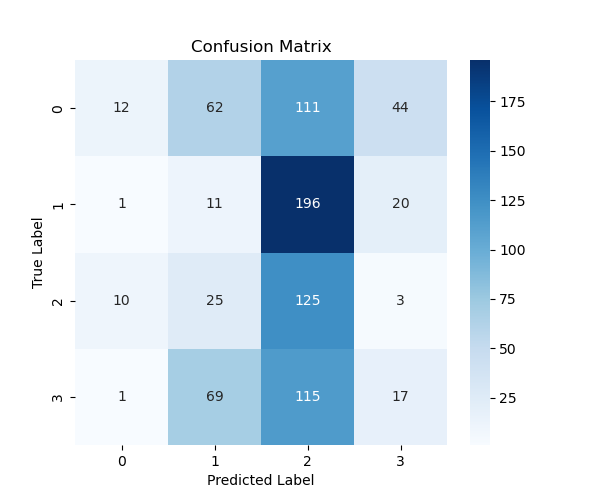 Confusion Matrix
0 12 62 111 44
1 1 11 196 20
2 10 25 125 3
3 1 69 115 17
0 1 2 3
True Label
Predicted Label
175
150
125
100
75
50
25